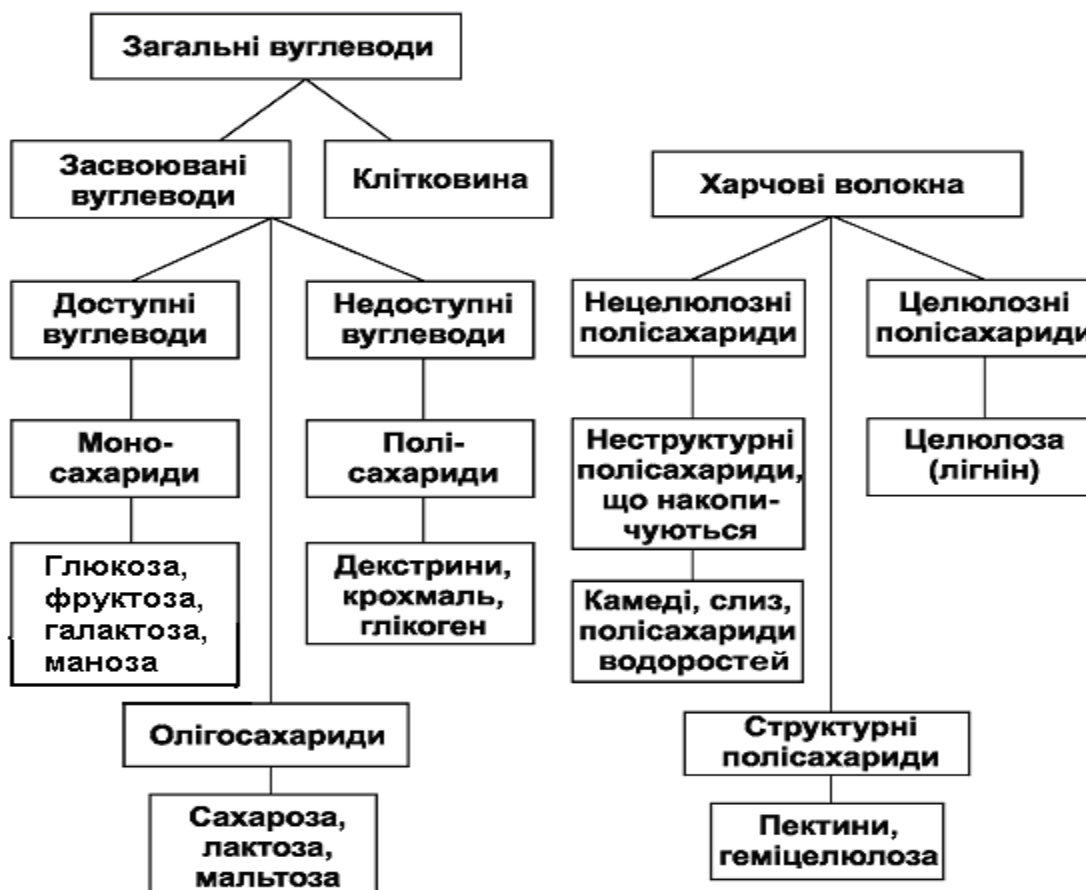 Загальні вуглеводи
Засвоювані
вуглеводи
Клітковина
Доступні
вуглеводи
Недоступні
вуглеводи
Моно-
сахариди
Полі-
сахариди
Глюкоза,
фруктоза,
галактоза,
маноза
Декстрини,
крохмаль,
глікоген
Олігосахариди
Сахароза,
лактоза,
мальтоза
Харчові волокна
Нецелюлозні
полісахариди
Целюлозні
полісахариди
Неструктурні
полісахариди,
що накопи-
чуються
Целюлоза
(лігнін)
Камеді, слиз,
полісахариди
водоростей
Структурні
полісахариди
Пектини,
геміцелюлоза